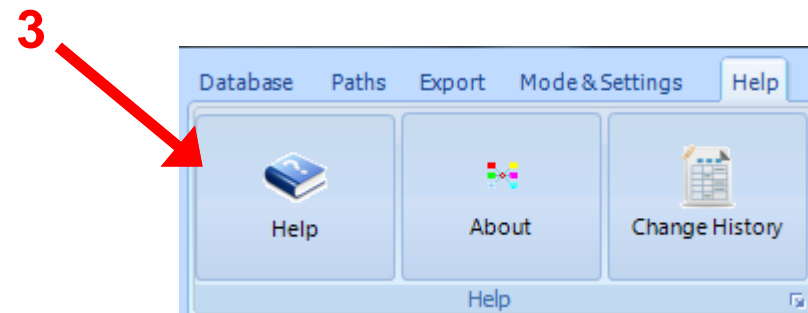 3
Database Paths Export Mode & Settings Help
Help About Change History
Help